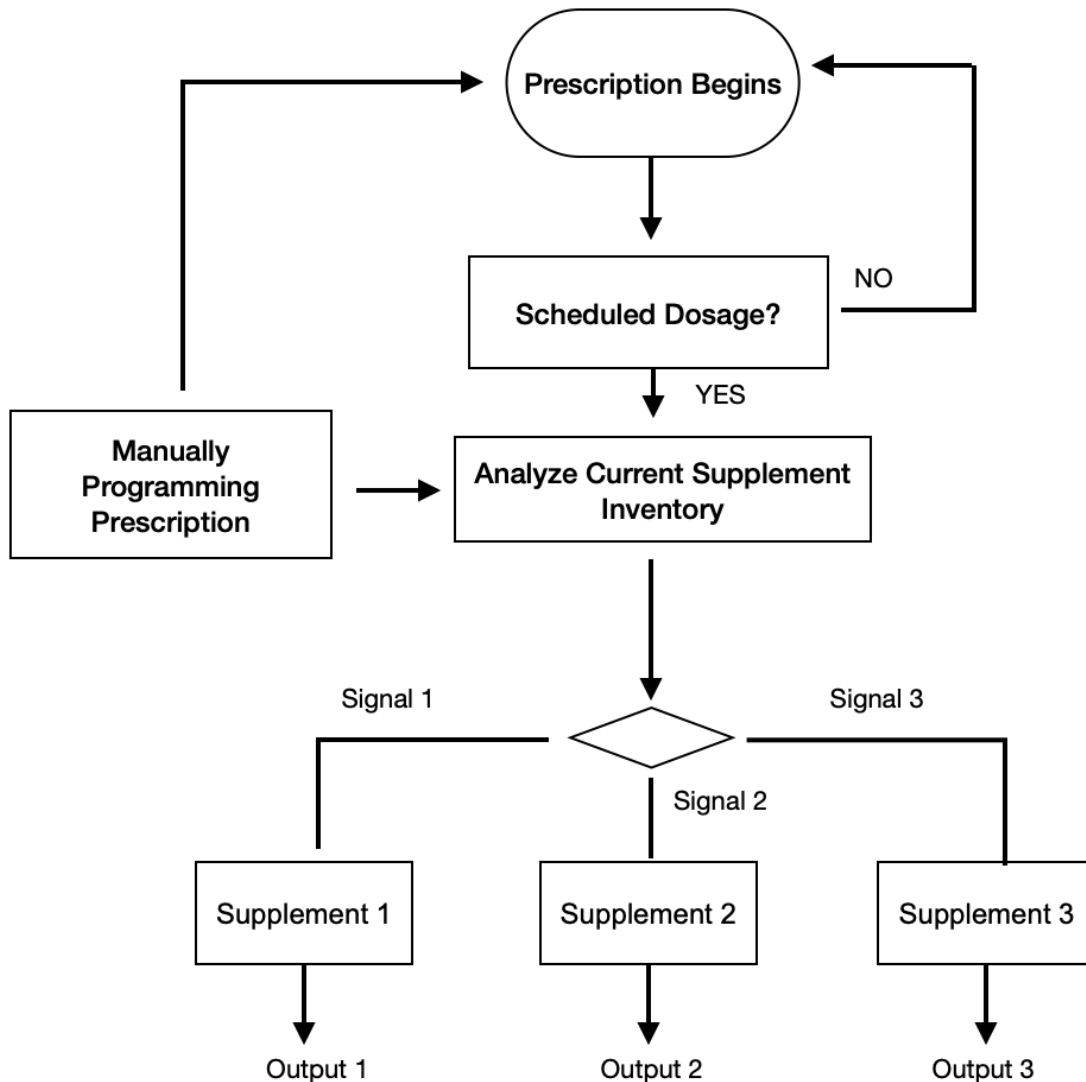 Prescription Begins
NO
Scheduled Dosage?
YES
Manually
Programming
Prescription
Analyze Current Supplement
Inventory
Signal 1
Signal 3
Signal 2
Supplement 1
Supplement 2
Supplement 3
Output 1
Output 2
Output 3